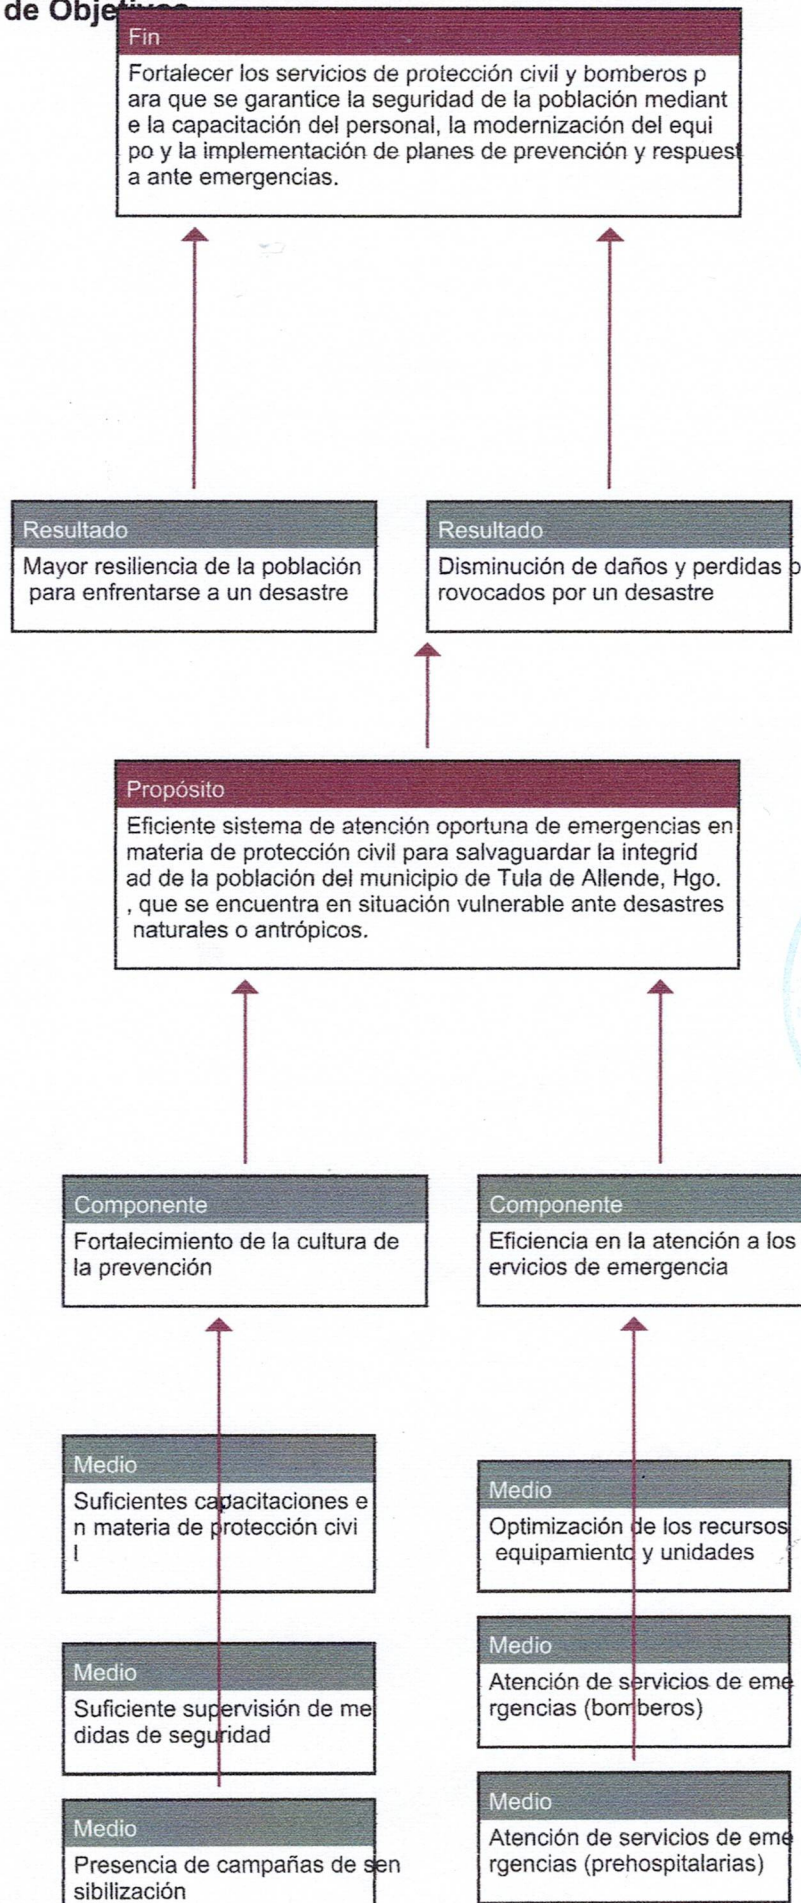 de Objetivos
Fin
Fortalecer los servicios de protección civil y bomberos p
ara que se garantice la seguridad de la población mediant
e la capacitación del personal, la modernización del equi
po y la implementación de planes de prevención y respuest
a ante emergencias.
Resultado
Mayor resiliencia de la población
para enfrentarse a un desastre
Resultado
Disminución de daños y perdidas p
rovocados por un desastre
Propósito
Eficiente sistema de atención oportuna de emergencias en
materia de protección civil para salvaguardar la integrid
ad de la población del municipio de Tula de Allende, Hgo.
, que se encuentra en situación vulnerable ante desastres
naturales o antrópicos.
Componente
Fortalecimiento de la cultura de
la prevención
Componente
Eficiencia en la atención a los
ervicios de emergencia
Medio
Suficientes capacitaciones e
n materia de protección civi
l
Medio
Suficiente supervisión de me
didas de seguridad
Medio
Presencia de campañas de sen
sibilización
Medio
Optimización de los recursos
equipamiento y unidades
Medio
Atención de servicios de eme
rgencias (bomberos)
Medio
Atención de servicios de eme
rgencias (prehospitalarias)